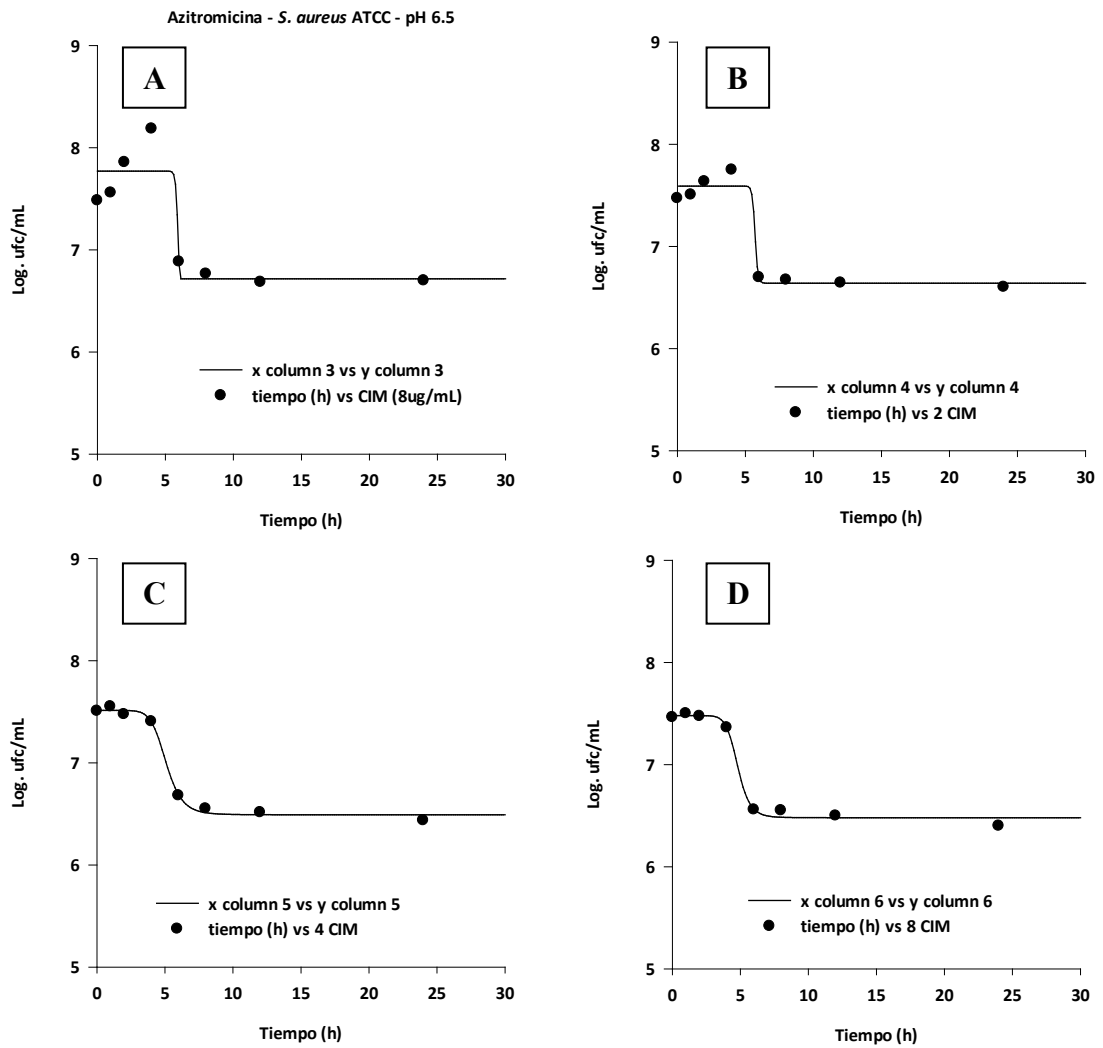 Azitromicina - S. aureus ATCC - pH 6.5
A
9
8
7
6
5
Log. ufc/mL
x column 3 vs y column 3
tiempo (h) vs CIM (8ug/mL)
0 5 10 15 20 25 30
Tiempo (h)
B
9
8
7
6
5
Log. ufc/mL
x column 4 vs y column 4
tiempo (h) vs 2 CIM
0 5 10 15 20 25 30
Tiempo (h)
C
9
8
7
6
5
Log. ufc/mL
x column 5 vs y column 5
tiempo (h) vs 4 CIM
0 5 10 15 20 25 30
Tiempo (h)
D
9
8
7
6
5
Log. ufc/mL
x column 6 vs y column 6
tiempo (h) vs 8 CIM
0 5 10 15 20 25 30
Tiempo (h)